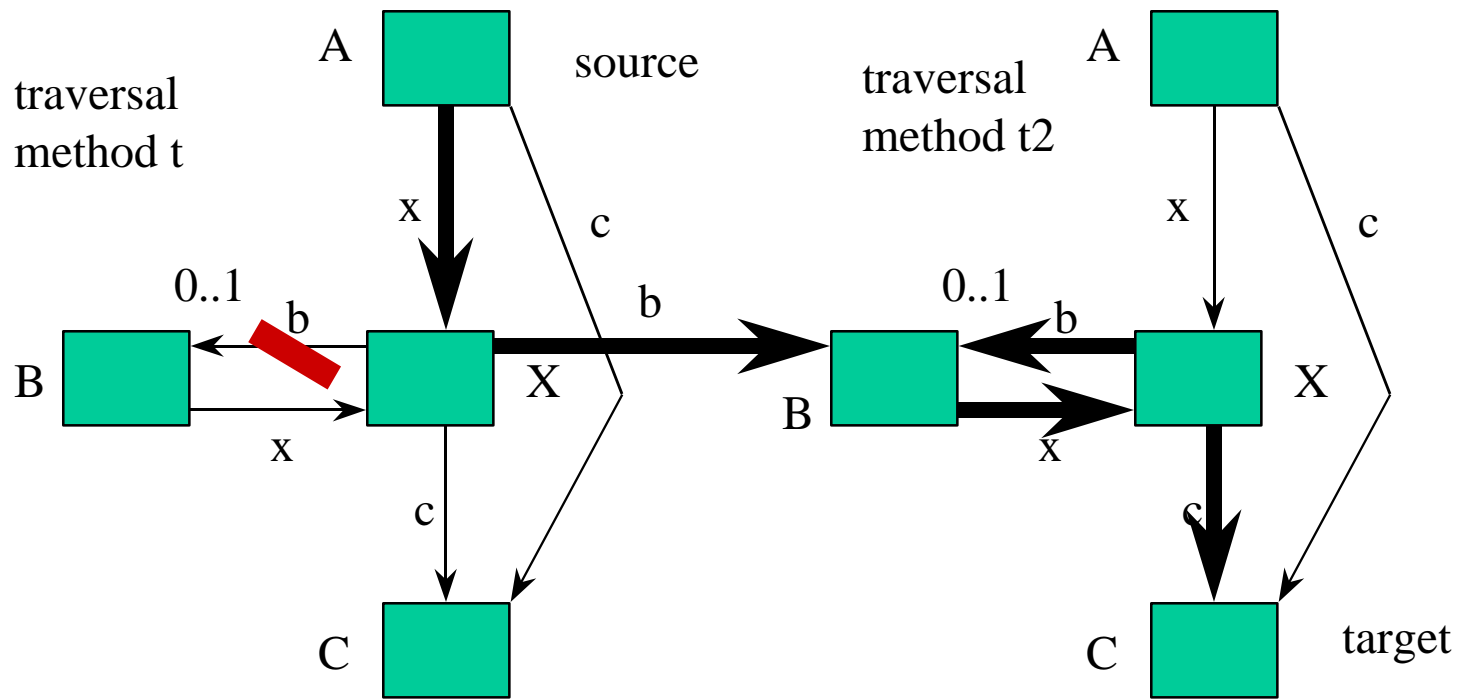 A
source
traversal
method t
x
c
0..1
b
b
B
X
x
c
C
A
traversal
method t2
x
c
0..1
b
B
X
x
c
C
target